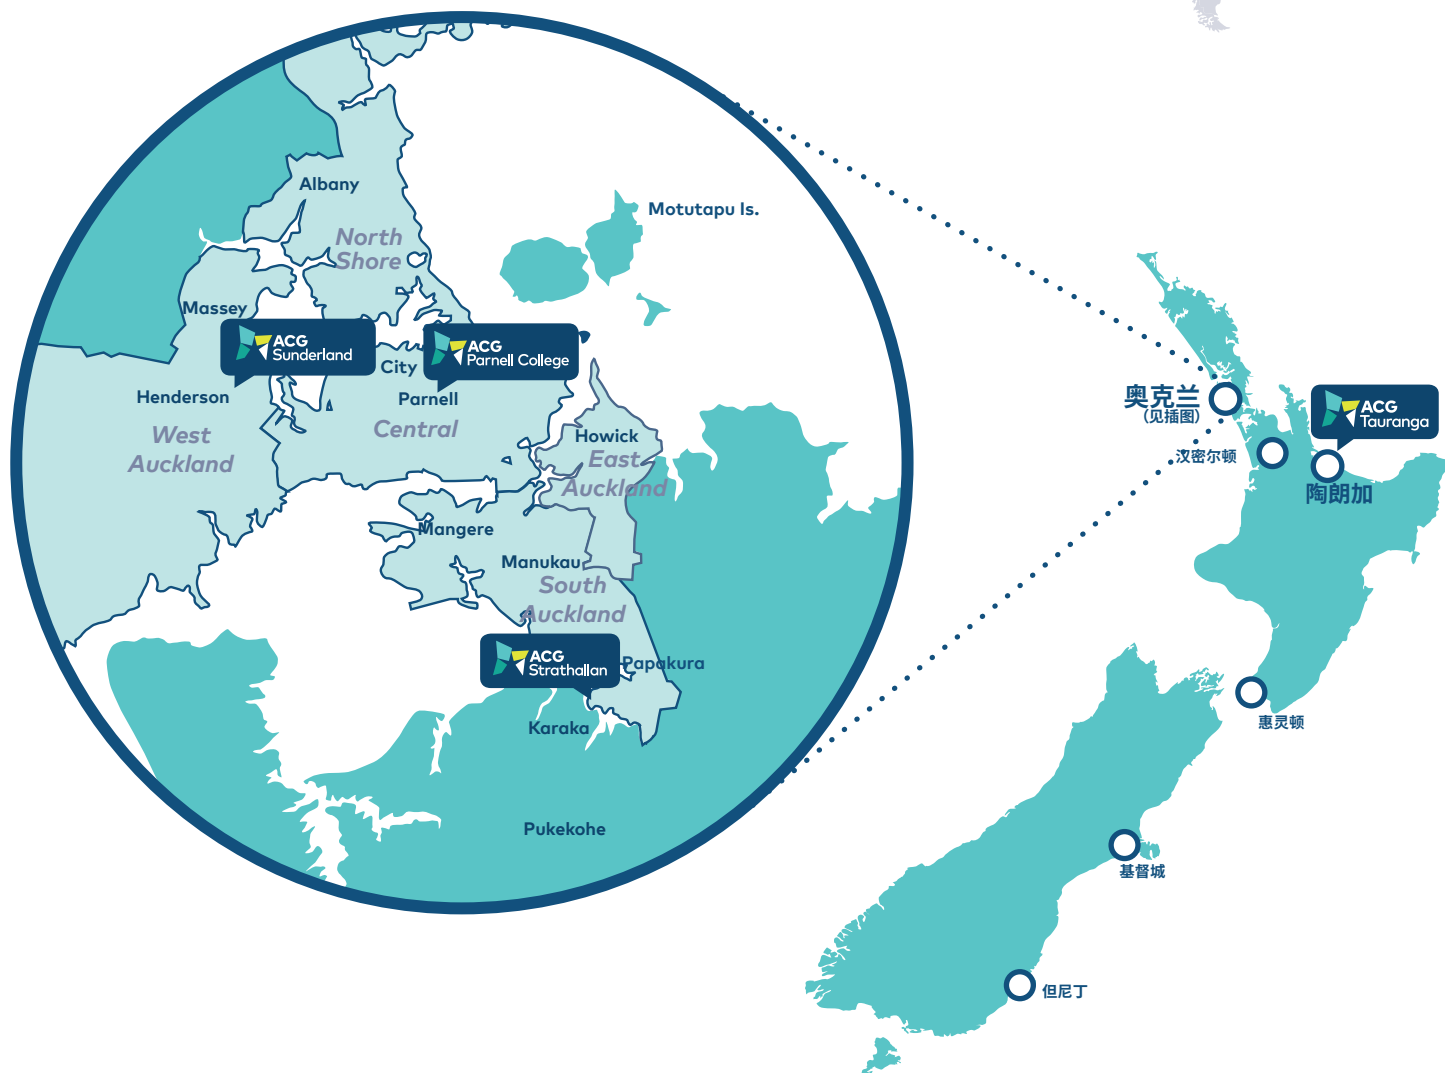 Albany
Motutapu Is.
North
Shore
Massey
ACG
Sunderland
ACG
Parnell College
City
Henderson
Parnell
West
Auckland
Central
Howick
East
Auckland
Mangere
Manukau
South
Auckland
ACG
Strathallan
Papakura
Karaka
Pukekohe
奥克兰
(见插图)
ACG
Tauranga
汉密尔顿
陶朗加
惠灵顿
基督城
但尼丁